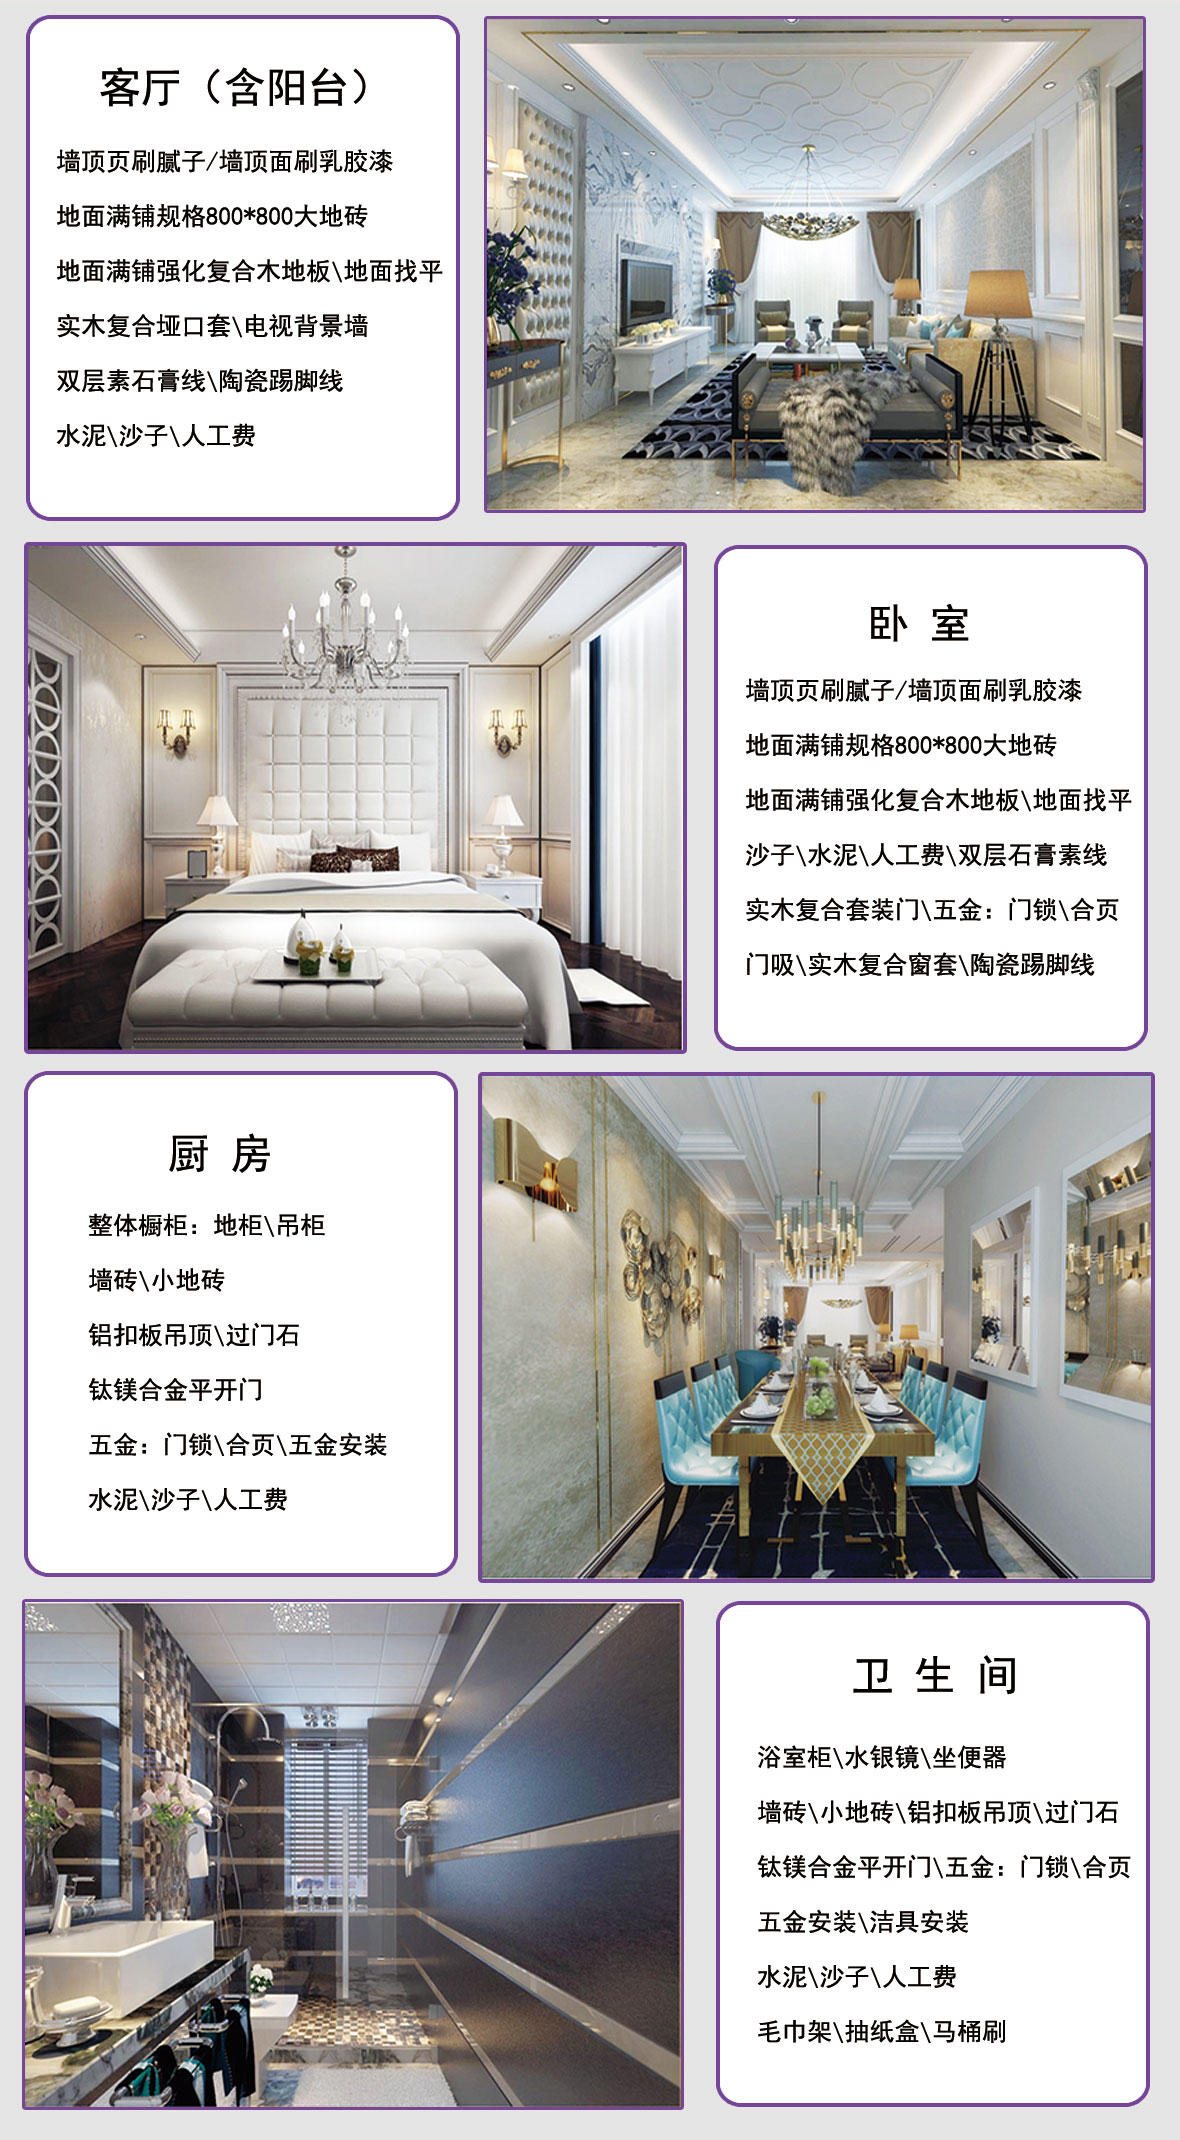 客厅（含阳台）
墙顶页刷腻子/墙顶面刷乳胶漆
地面满铺规格800*800大地砖
地面满铺强化复合木地板\地面找平
实木复合垭口套\电视背景墙
双层素石膏线\陶瓷踢脚线
水泥\沙子\人工费
卧 室
墙顶页刷腻子/墙顶面刷乳胶漆
地面满铺规格800*800大地砖
地面满铺强化复合木地板\地面找平
沙子\水泥\人工费\双层石膏素线
实木复合套装门\五金：门锁\合页
门吸\实木复合窗套\陶瓷踢脚线
厨 房
整体橱柜：地柜\吊柜
墙砖\小地砖
铝扣板吊顶\过门石
钛镁合金平开门
五金：门锁\合页\五金安装
水泥\沙子\人工费
卫 生 间
浴室柜\水银镜\坐便器
墙砖\小地砖\铝扣板吊顶\过门石
钛镁合金平开门\五金：门锁\合页
五金安装\洁具安装
水泥\沙子\人工费
毛巾架\抽纸盒\马桶刷